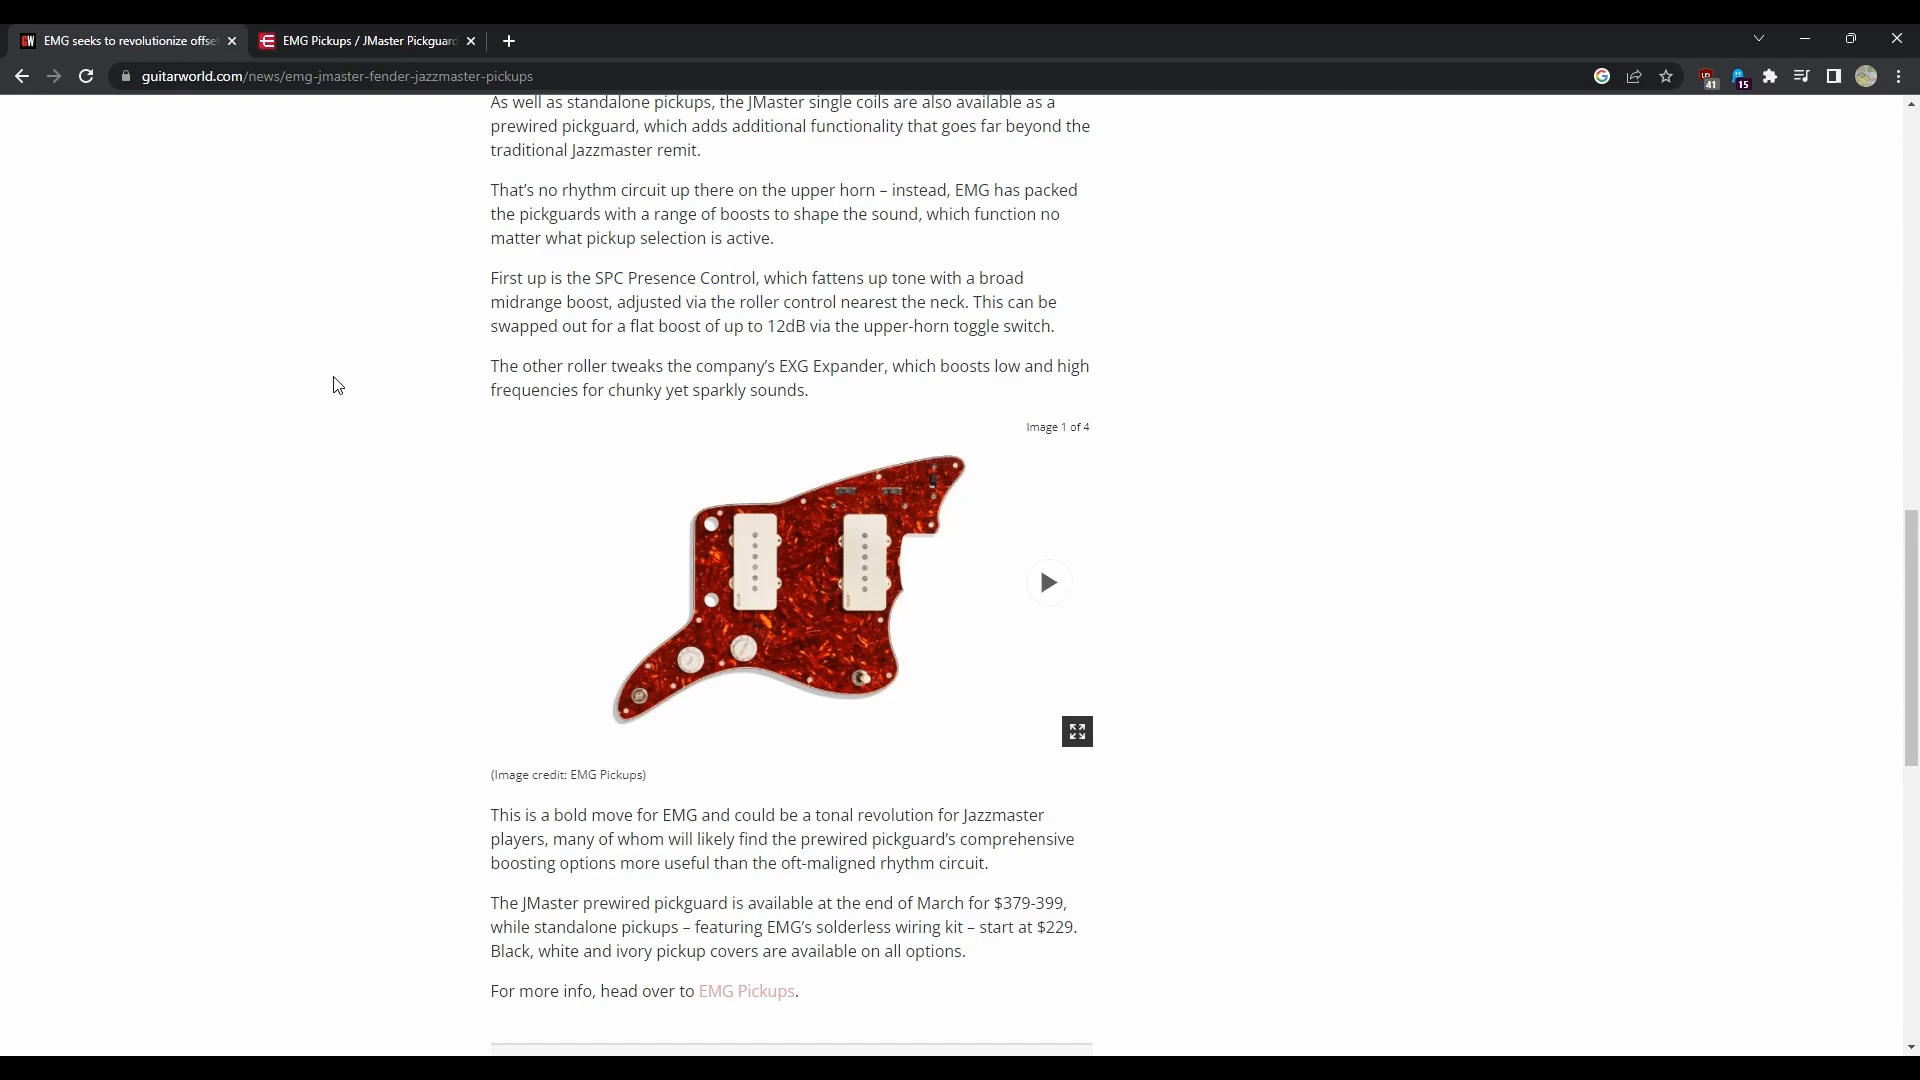 GW EMG seeks to revolutionize offse
EMG Pickups / JMaster Pickguar
guitarworld.com/news/emg-jmaster-fender-jazzmaster-pickups
41
15
As well as standalone pickups, the JMaster single coils are also available as a
prewired pickguard, which adds additional functionality that goes far beyond the
traditional Jazzmaster remit.
That's no rhythm circuit up there on the upper horn – instead, EMG has packed
the pickguards with a range of boosts to shape the sound, which function no
matter what pickup selection is active.
First up is the SPC Presence Control, which fattens up tone with a broad
midrange boost, adjusted via the roller control nearest the neck. This can be
swapped out for a flat boost of up to 12dB via the upper-horn toggle switch.
The other roller tweaks the company's EXG Expander, which boosts low and high
frequencies for chunky yet sparkly sounds.
Image 1 of 4
(Image credit: EMG Pickups)
This is a bold move for EMG and could be a tonal revolution for Jazzmaster
players, many of whom will likely find the prewired pickguard's comprehensive
boosting options more useful than the oft-maligned rhythm circuit.
The JMaster prewired pickguard is available at the end of March for $379-399,
while standalone pickups – featuring EMG's solderless wiring kit – start at $229.
Black, white and ivory pickup covers are available on all options.
For more info, head over to EMG Pickups.